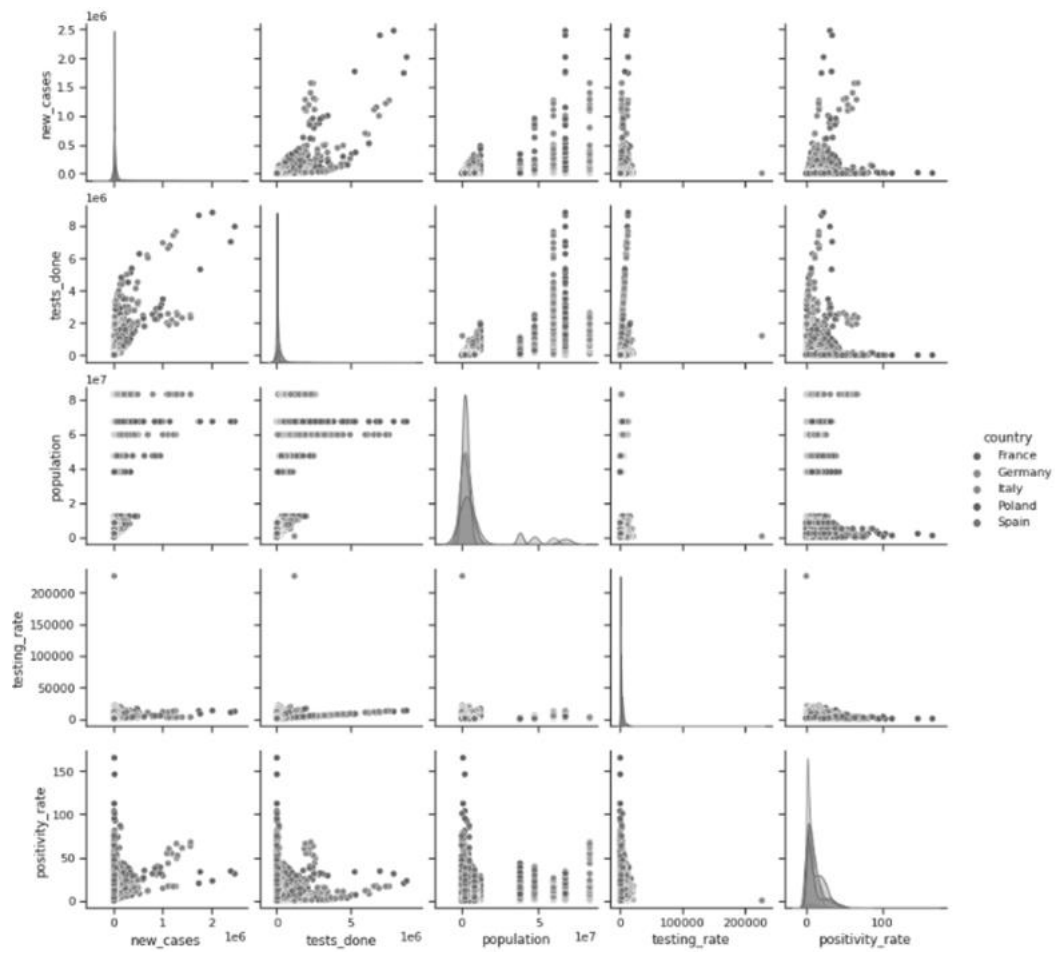 1e6
2.5
2.0
1.5
1.0
0.5
0.0
new_cases
1e6
8
6
4
2
0
tests_done
1e7
8
6
4
2
0
population
country
France
Germany
Italy
Poland
Spain
200000
150000
100000
50000
0
testing_rate
150
100
50
0
positivity_rate
0 1 2 1e6 0 5 1e6 0 5 1e7 0 100000 200000 0 100
new_cases tests_done population testing_rate positivity_rate